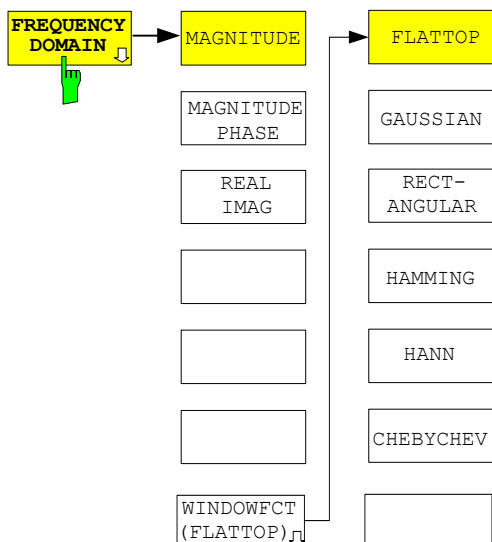 FREQUENCY
DOMAIN
MAGNITUDE
MAGNITUDE
PHASE
REAL
IMAG
WINDOWFCT
(FLATTOP)
FLATTOP
GAUSSIAN
RECT-
ANGULAR
HAMMING
HANN
CHEBYCHEV